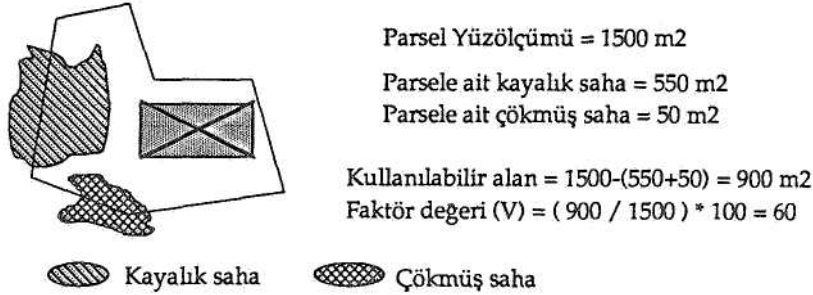 Parsel Yüzölçümü = 1500 m2
Parsele ait kayalık saha = 550 m2
Parsele ait çökmüş saha = 50 m2
Kullanılabilir alan = 1500-(550+50) = 900 m2
Faktör değeri (V) = ( 900 / 1500 ) * 100 = 60
Kayalık saha Çökmüş saha